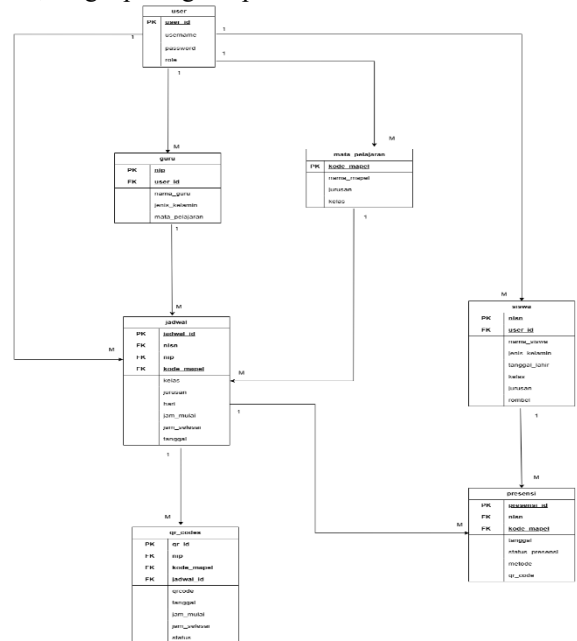 user
PK user_id
username
password
role
1
1
1
1
M
M
guru
PK nip
FK user_id
nama_guru
jenis_kelamin
mata_pelajaran
mata_pelajaran
PK kode_mapel
nama_mapel
jurusan
kelas
1
1
M
M
siswa
PK nisn
FK user_id
nama_siswa
jenis_kelamin
tanggal_lahir
kelas
jurusan
rombel
jadwal
PK jadwal_id
FK nisn
FK nip
FK kode_mapel
kelas
jurusan
hari
jam_mulai
jam_selesai
tanggal
M
M
1
1
1
M
M
M
presensi
PK presensi_id
FK nisn
FK kode_mapel
tanggal
status_presensi
metode
qr_code
qr_codes
PK qr_id
FK nip
FK kode_mapel
FK jadwal_id
qrcode
tanggal
jam_mulai
jam_selesai
status